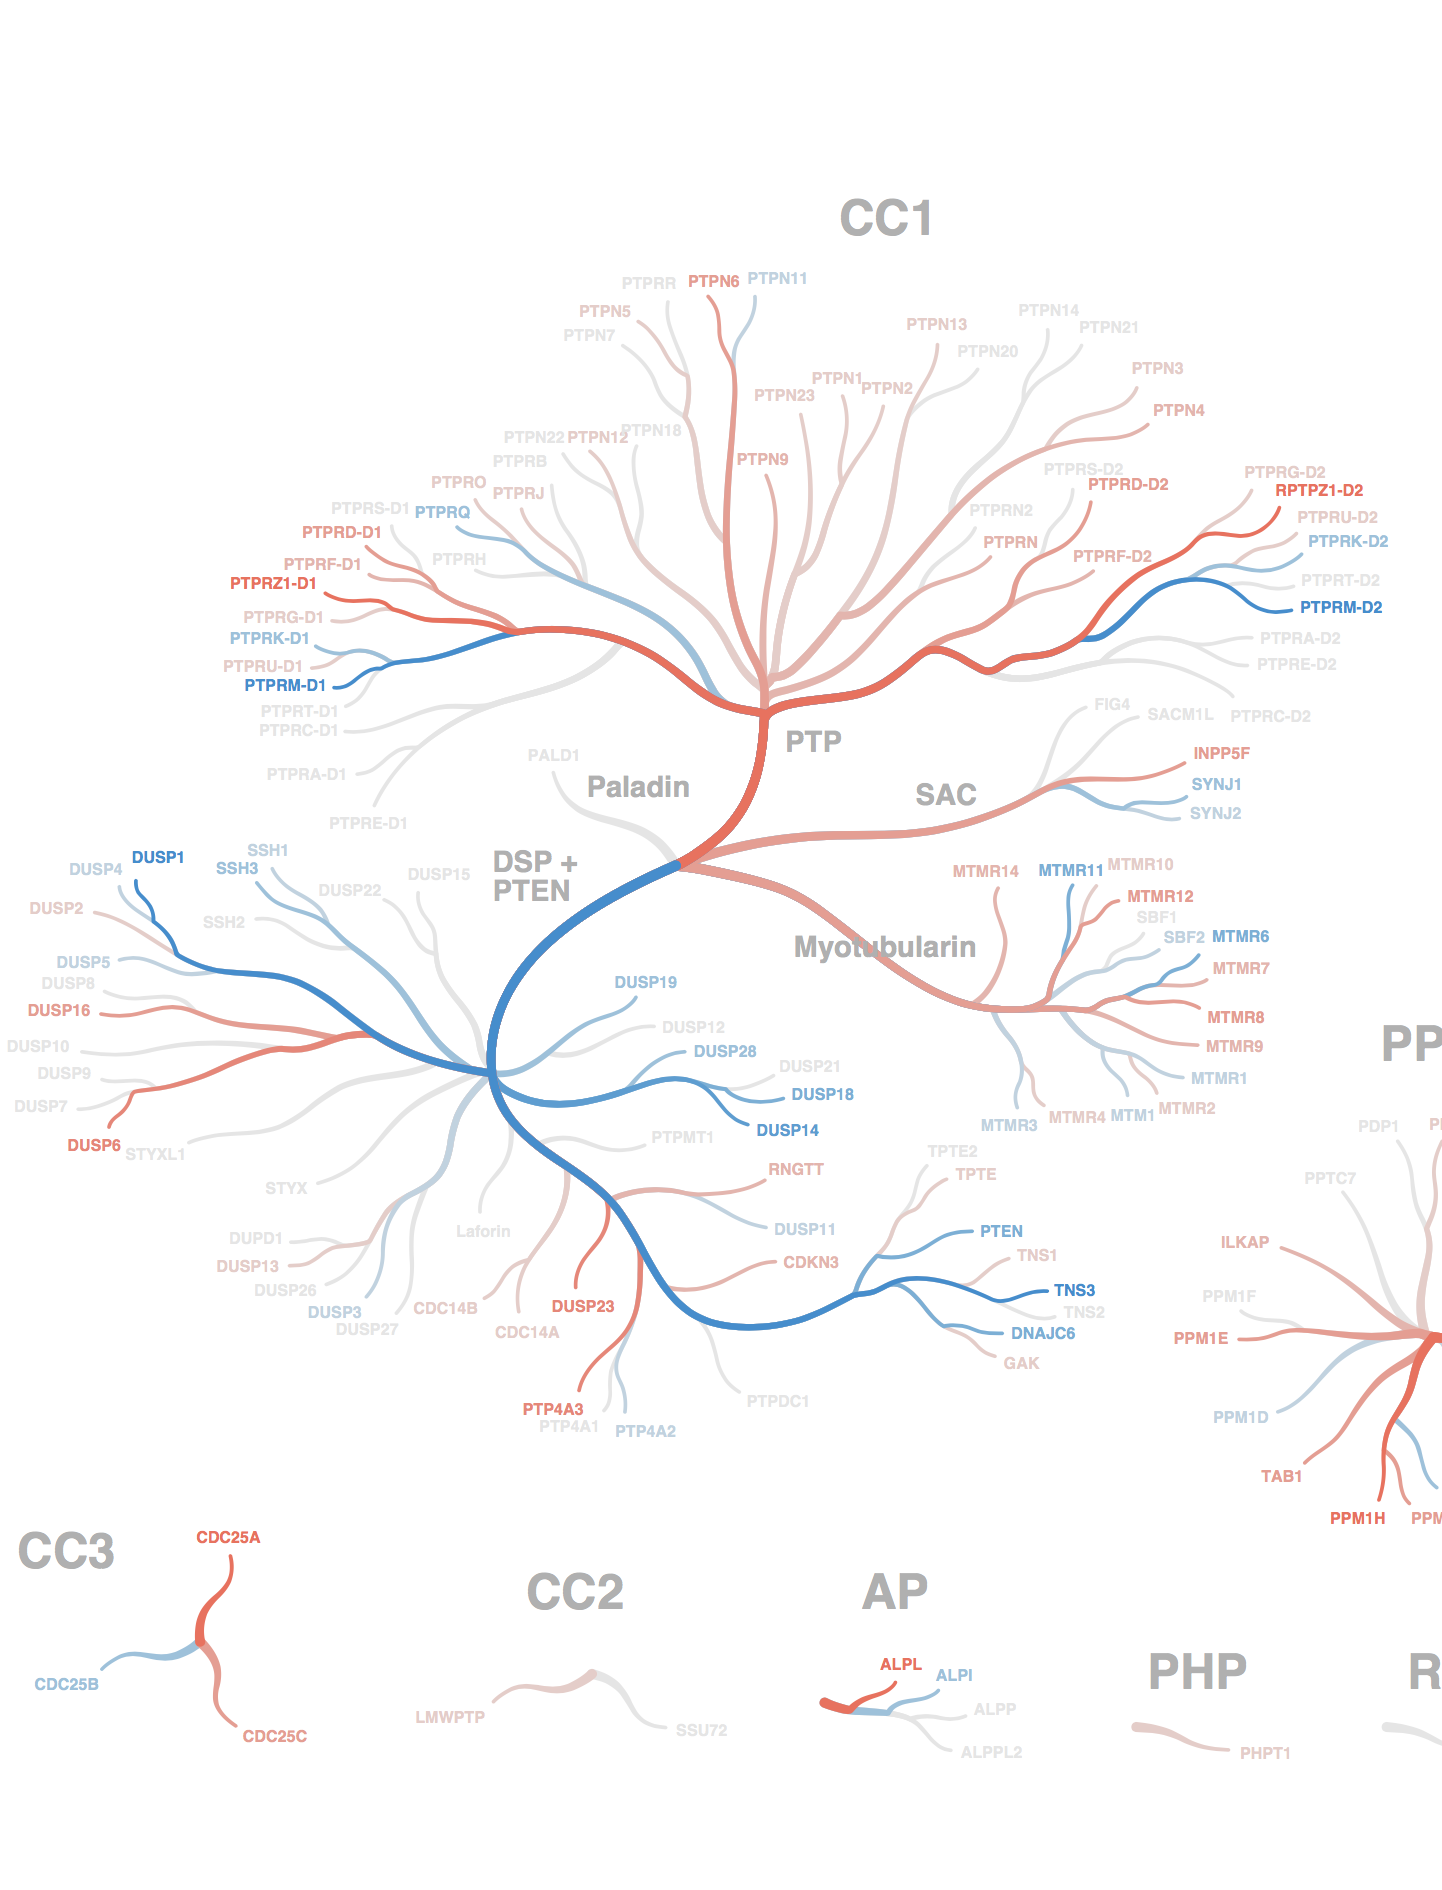 CC1
PTPRR
PTPN6
PTPN11
PTPN5
PTPN7
PTPN13
PTPN20
PTPN14
PTPN21
PTPN3
PTPN4
PTPN23
PTPN1
PTPN2
PTPN22
PTPN12
PTPN18
PTPRB
PTPN9
PTPRO
PTPRJ
PTPRS-D1
PTPRQ
PTPRD-D1
PTPRH
PTPRF-D1
PTPRZ1-D1
PTPRG-D1
PTPRK-D1
PTPRU-D1
PTPRM-D1
PTPRT-D1
PTPRC-D1
PTPRA-D1
PTPRE-D1
PTPRS-D2
PTPRD-D2
PTPRG-D2
RPTPZ1-D2
PTPRU-D2
PTPRK-D2
PTPRN2
PTPRN
PTPRF-D2
PTPRT-D2
PTPRM-D2
PTPRA-D2
PTPRE-D2
PTPRC-D2
PTP
PALD1
Paladin
SAC
FIG4
SACM1L
INPP5F
SYNJ1
SYNJ2
DSP +
PTEN
Myotubularin
MTMR14
MTMR11
MTMR10
MTMR12
SBF1
SBF2
MTMR6
MTMR7
MTMR8
MTMR9
MTMR1
MTMR2
MTM1
MTMR4
MTMR3
SSH1
SSH3
DUSP1
DUSP4
DUSP2
DUSP22
DUSP15
SSH2
DUSP5
DUSP8
DUSP16
DUSP10
DUSP9
DUSP7
DUSP6
STYXL1
STYX
DUPD1
DUSP13
DUSP26
DUSP3
DUSP27
Laforin
DUSP19
DUSP12
DUSP28
DUSP21
DUSP18
DUSP14
PTPMT1
RNGTT
DUSP11
CDKN3
CDC14B
CDC14A
DUSP23
PTP4A3
PTP4A1
PTP4A2
PTPDC1
TPTE2
TPTE
PTEN
TNS1
TNS3
TNS2
DNAJC6
GAK
PP
PDP1
P
PPTC7
ILKAP
PPM1F
PPM1E
PPM1D
TAB1
PPM1H
PPM
CC3
CDC25A
CDC25B
CDC25C
CC2
LMWPTP
SSU72
AP
ALPL
ALPI
ALPP
ALPPL2
PHP
PHPT1
R